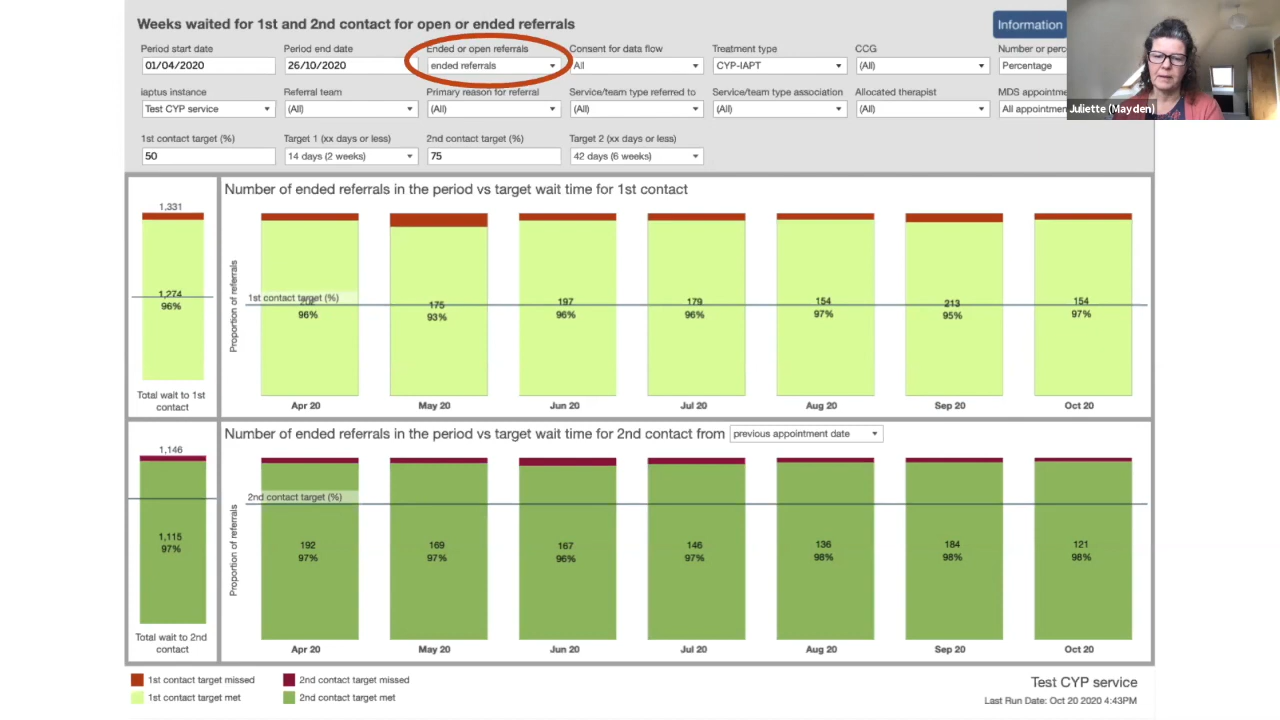 Weeks waited for 1st and 2nd contact for open or ended referrals
Information
Period start date Period end date Ended or open referrals Consent for data flow Treatment type CCG Number or perc
01/04/2020 26/10/2020 ended referrals All CYP-IAPT (All) Percentage
iaptus instance Referral team Primary reason for referral Service/team type referred to Service/team type association Allocated therapist MDS appointme
Test CYP service (All) (All) (All) (All) (All) All appointmen
Juliette (Mayden)
1st contact target (%) Target 1 (xx days or less) 2nd contact target (%) Target 2 (xx days or less)
50 14 days (2 weeks) 75 42 days (6 weeks)
Number of ended referrals in the period vs target wait time for 1st contact
1,331
1,274
96%
Total wait to 1st
contact
Proportion of referrals
1st contact target (%)
175 197 179 154 213 154
96% 93% 96% 96% 97% 95% 97%
Apr 20 May 20 Jun 20 Jul 20 Aug 20 Sep 20 Oct 20
Number of ended referrals in the period vs target wait time for 2nd contact from previous appointment date
1,146
1,115
97%
Total wait to 2nd
contact
Proportion of referrals
2nd contact target (%)
192 169 167 146 136 184 121
97% 97% 96% 97% 98% 98% 98%
Apr 20 May 20 Jun 20 Jul 20 Aug 20 Sep 20 Oct 20
1st contact target missed 2nd contact target missed
1st contact target met 2nd contact target met
Test CYP service
Last Run Date: Oct 20 2020 4:43PM